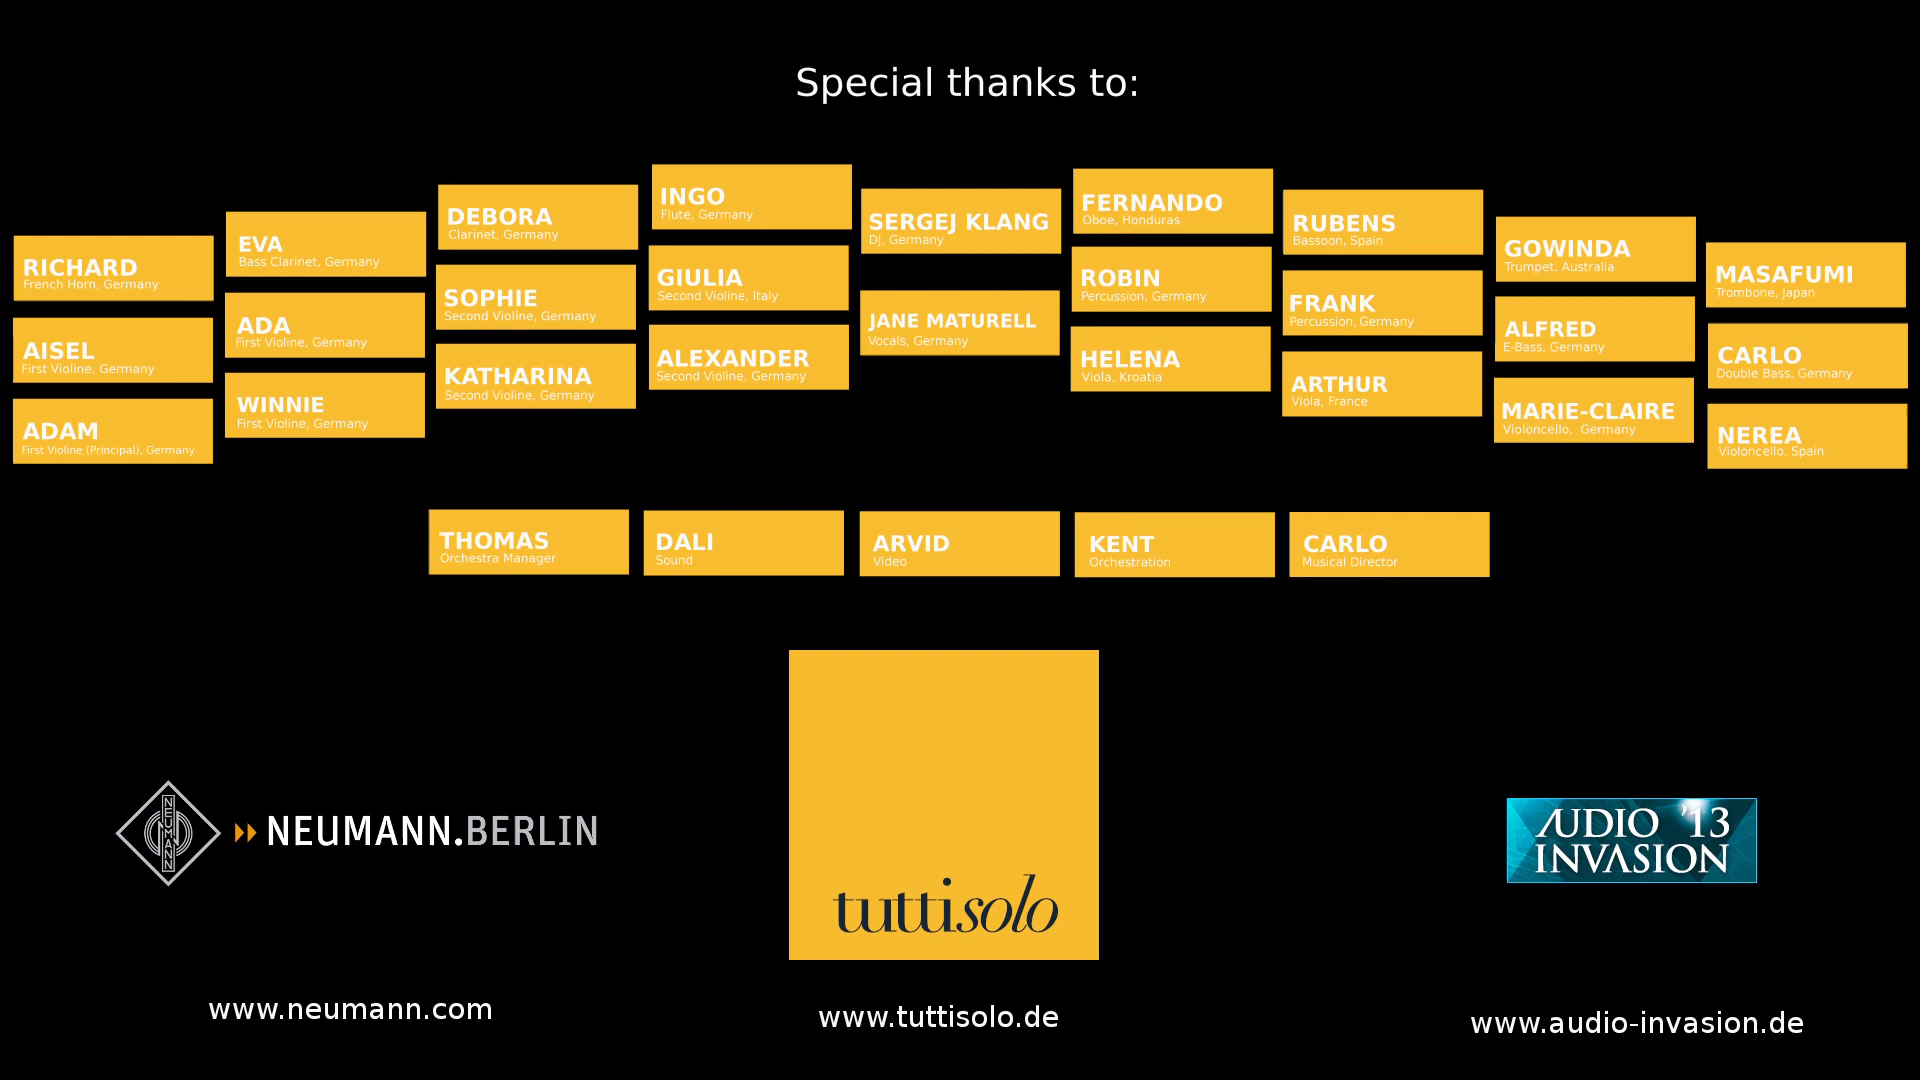 Special thanks to:
RICHARD
French Horn, Germany
AISEL
First Violine, Germany
ADAM
First Violine (Principal), Germany
EVA
Bass Clarinet, Germany
ADA
First Violine, Germany
WINNIE
First Violine, Germany
DEBORA
Clarinet, Germany
SOPHIE
Second Violine, Germany
KATHARINA
Second Violine, Germany
INGO
Flute, Germany
GIULIA
Second Violine, Italy
ALEXANDER
Second Violine, Germany
SERGEJ KLANG
DJ, Germany
JANE MATURELL
Vocals, Germany
FERNANDO
Oboe, Honduras
ROBIN
Percussion, Germany
HELENA
Viola, Kroatia
RUBENS
Bassoon, Spain
FRANK
Percussion, Germany
ARTHUR
Viola, France
GOWINDA
Trumpet, Australia
ALFRED
E-Bass, Germany
MARIE-CLAIRE
Violoncello, Germany
MASAFUMI
Trombone, Japan
CARLO
Double Bass, Germany
NEREA
Violoncello, Spain
THOMAS
Orchestra Manager
DALI
Sound
ARVID
Video
KENT
Orchestration
CARLO
Musical Director
NEUMANN
NEUMANN.BERLIN
www.neumann.com
tuttisolo
www.tuttisolo.de
AUDIO '13
INVASION
www.audio-invasion.de